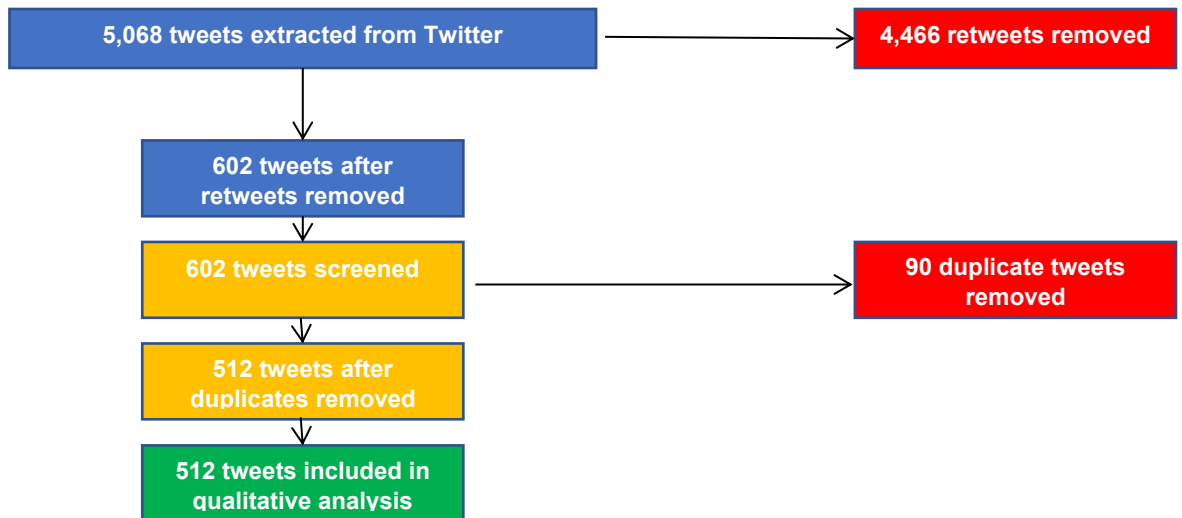 5,068 tweets extracted from Twitter
4,466 retweets removed
602 tweets after
retweets removed
602 tweets screened
90 duplicate tweets
removed
512 tweets after
duplicates removed
512 tweets included in
qualitative analysis